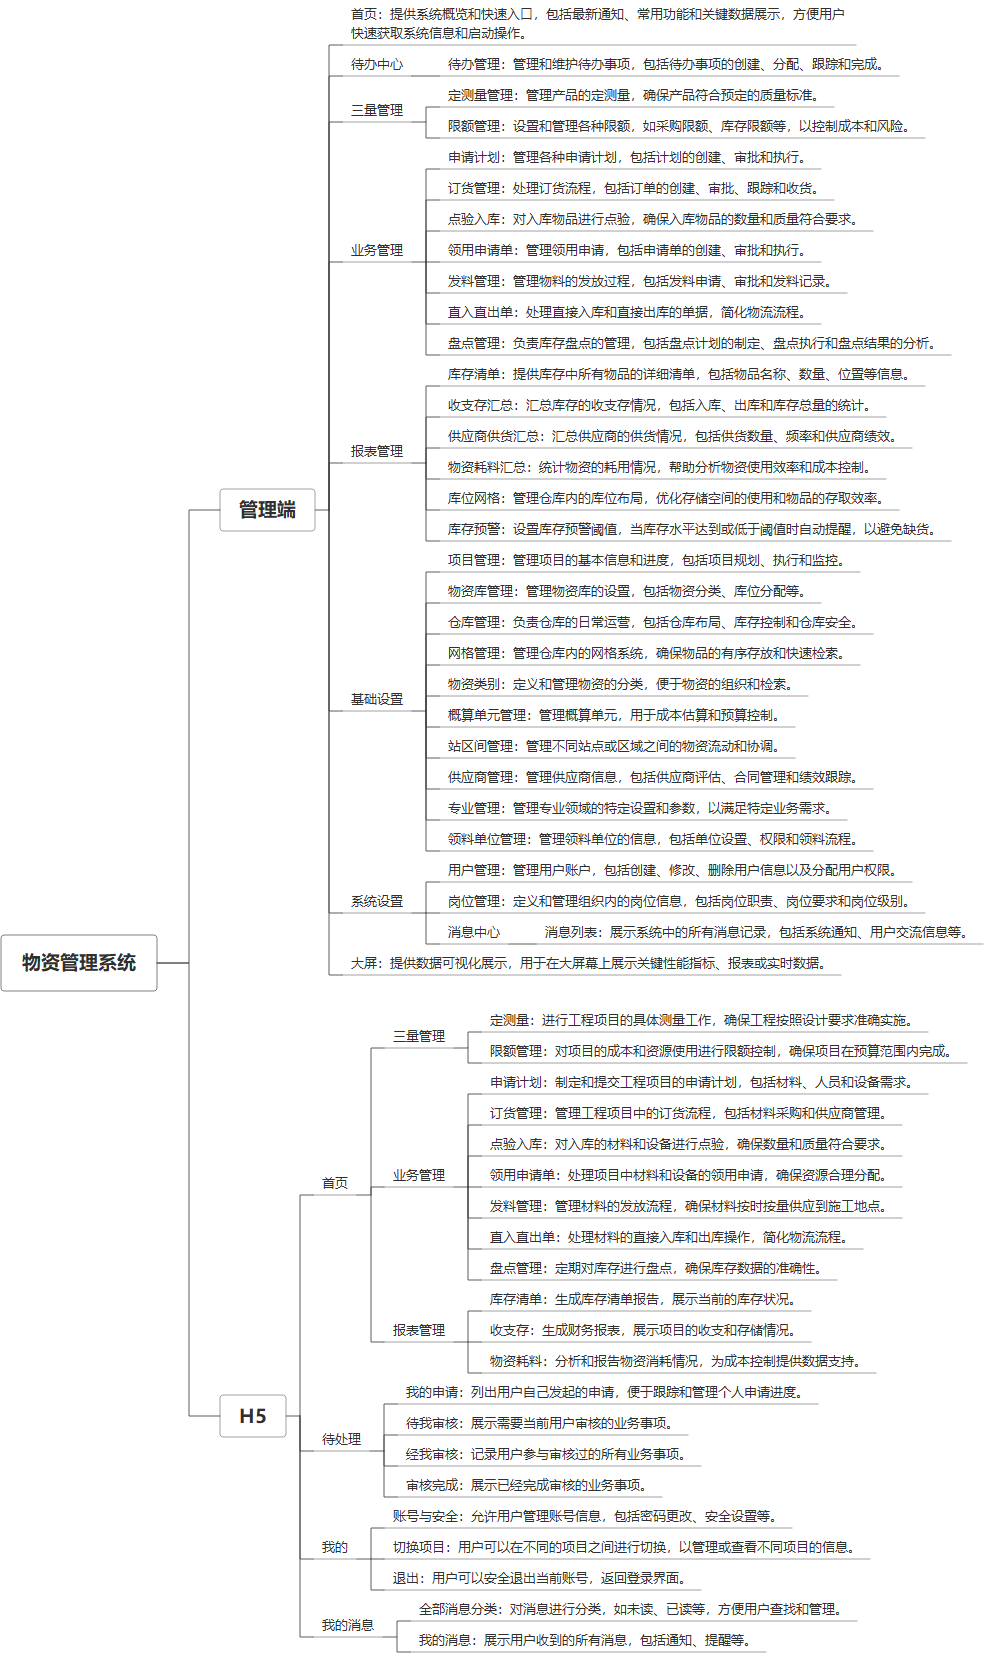 首页：提供系统概览和快速入口，包括最新通知、常用功能和关键数据展示，方便用户
快速获取系统信息和启动操作。
待办中心
待办管理：管理和维护待办事项，包括待办事项的创建、分配、跟踪和完成。
三量管理
定测量管理：管理产品的定测量，确保产品符合预定的质量标准。
限额管理：设置和管理各种限额，如采购限额、库存限额等，以控制成本和风险。
业务管理
申请计划：管理各种申请计划，包括计划的创建、审批和执行。
订货管理：处理订货流程，包括订单的创建、审批、跟踪和收货。
点验入库：对入库物品进行点验，确保入库物品的数量和质量符合要求。
领用申请单：管理领用申请，包括申请单的创建、审批和执行。
发料管理：管理物料的发放过程，包括发料申请、审批和发料记录。
直入直出单：处理直接入库和直接出库的单据，简化物流流程。
盘点管理：负责库存盘点的管理，包括盘点计划的制定、盘点执行和盘点结果的分析。
报表管理
库存清单：提供库存中所有物品的详细清单，包括物品名称、数量、位置等信息。
收支存汇总：汇总库存的收支存情况，包括入库、出库和库存总量的统计。
供应商供货汇总：汇总供应商的供货情况，包括供货数量、频率和供应商绩效。
物资耗料汇总：统计物资的耗用情况，帮助分析物资使用效率和成本控制。
库位网格：管理仓库内的库位布局，优化存储空间的使用和物品的存取效率。
库存预警：设置库存预警阈值，当库存水平达到或低于阈值时自动提醒，以避免缺货。
管理端
基础设置
项目管理：管理项目的基本信息和进度，包括项目规划、执行和监控。
物资库管理：管理物资库的设置，包括物资分类、库位分配等。
仓库管理：负责仓库的日常运营，包括仓库布局、库存控制和仓库安全。
网格管理：管理仓库内的网格系统，确保物品的有序存放和快速检索。
物资类别：定义和管理物资的分类，便于物资的组织和检索。
概算单元管理：管理概算单元，用于成本估算和预算控制。
站区间管理：管理不同站点或区域之间的物资流动和协调。
供应商管理：管理供应商信息，包括供应商评估、合同管理和绩效跟踪。
专业管理：管理专业领域的特定设置和参数，以满足特定业务需求。
领料单位管理：管理领料单位的信息，包括单位设置、权限和领料流程。
系统设置
用户管理：管理用户账户，包括创建、修改、删除用户信息以及分配用户权限。
岗位管理：定义和管理组织内的岗位信息，包括岗位职责、岗位要求和岗位级别。
消息中心
消息列表：展示系统中的所有消息记录，包括系统通知、用户交流信息等。
大屏：提供数据可视化展示，用于在大屏幕上展示关键性能指标、报表或实时数据。
物资管理系统
H5
首页
三量管理
定测量：进行工程项目的具体测量工作，确保工程按照设计要求准确实施。
限额管理：对项目的成本和资源使用进行限额控制，确保项目在预算范围内完成。
业务管理
申请计划：制定和提交工程项目的申请计划，包括材料、人员和设备需求。
订货管理：管理工程项目中的订货流程，包括材料采购和供应商管理。
点验入库：对入库的材料和设备进行点验，确保数量和质量符合要求。
领用申请单：处理项目中材料和设备的领用申请，确保资源合理分配。
发料管理：管理材料的发放流程，确保材料按时按量供应到施工地点。
直入直出单：处理材料的直接入库和出库操作，简化物流流程。
盘点管理：定期对库存进行盘点，确保库存数据的准确性。
报表管理
库存清单：生成库存清单报告，展示当前的库存状况。
收支存：生成财务报表，展示项目的收支和存储情况。
物资耗料：分析和报告物资消耗情况，为成本控制提供数据支持。
待处理
我的申请：列出用户自己发起的申请，便于跟踪和管理个人申请进度。
待我审核：展示需要当前用户审核的业务事项。
经我审核：记录用户参与审核过的所有业务事项。
审核完成：展示已经完成审核的业务事项。
我的
账号与安全：允许用户管理账号信息，包括密码更改、安全设置等。
切换项目：用户可以在不同的项目之间进行切换，以管理或查看不同项目的信息。
退出：用户可以安全退出当前账号，返回登录界面。
我的消息
全部消息分类：对消息进行分类，如未读、已读等，方便用户查找和管理。
我的消息：展示用户收到的所有消息，包括通知、提醒等。